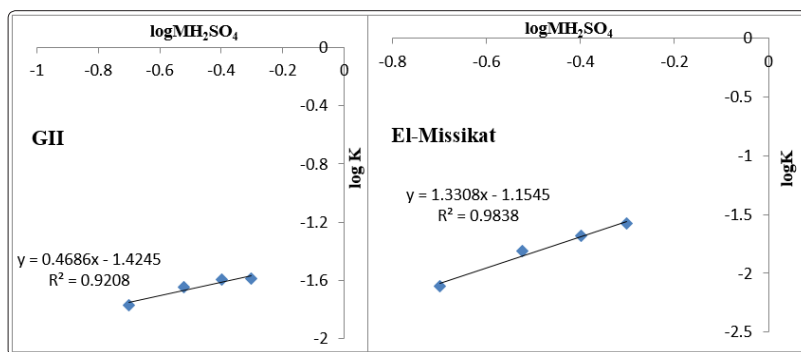 logMH₂SO₄
0
-1
-0.8
-0.6
-0.4
-0.2
0
-0.4
-0.8
-1.2
-1.6
-2
log K
GII
y = 0.4686x - 1.4245
R² = 0.9208
logMH₂SO₄
0
-0.8
-0.6
-0.4
-0.2
0
-0.5
-1
-1.5
-2
-2.5
logK
El-Missikat
y = 1.3308x - 1.1545
R² = 0.9838